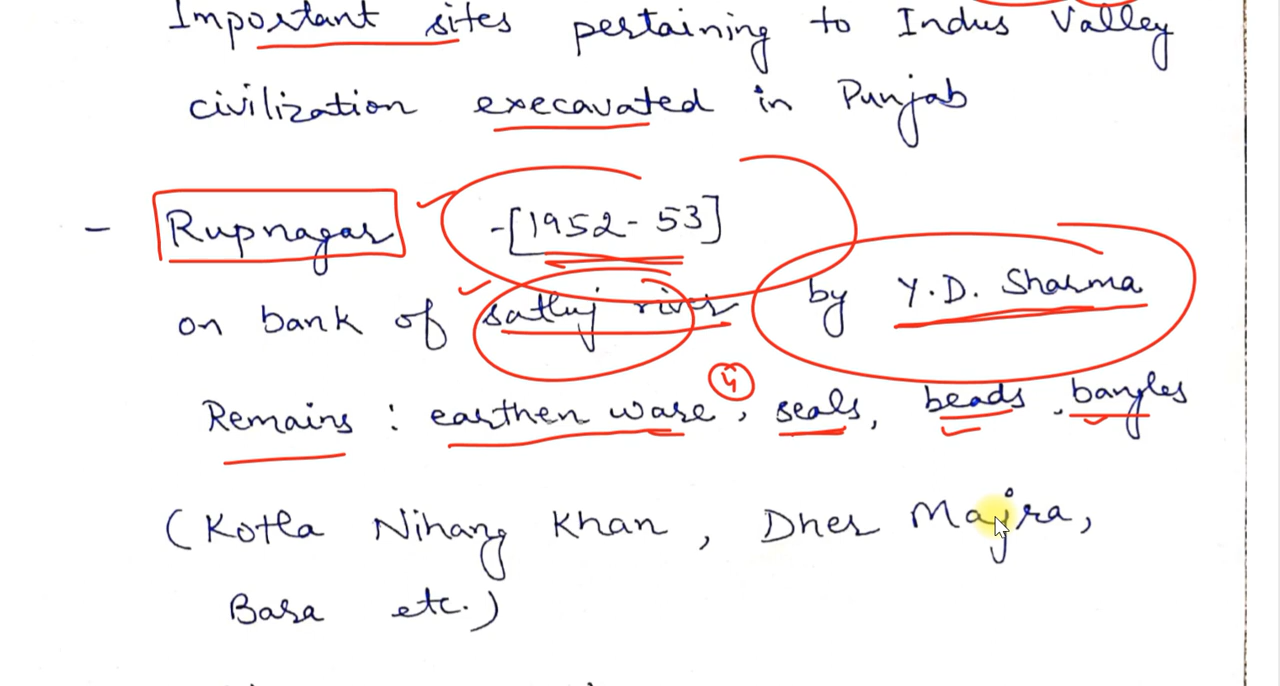 Important sites pertaining to Indus Valley
civilization execavated in Punjab
- Rupnagar -[1952-53]
on bank of satluj river by Y.D. Sharma
4
Remains : earthen ware, seals, beads, bangles
(Kotla Nihang Khan, Dher Majra,
Bara etc.)